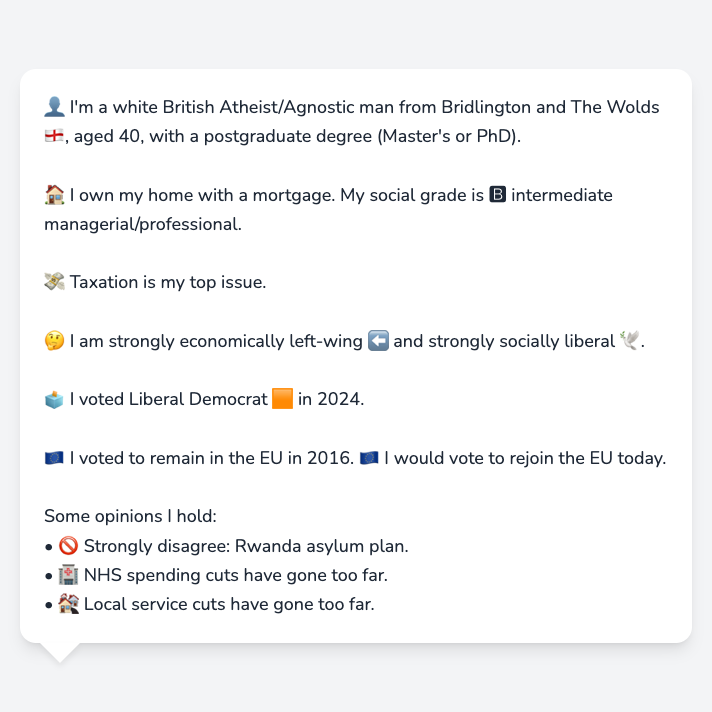 👤 I'm a white British Atheist/Agnostic man from Bridlington and The Wolds
🏴󠁧󠁢󠁥󠁮󠁧󠁿, aged 40, with a postgraduate degree (Master's or PhD).
🏠 I own my home with a mortgage. My social grade is 🅱 intermediate
managerial/professional.
💸 Taxation is my top issue.
🤔 I am strongly economically left-wing ⬅️ and strongly socially liberal 🕊️.
🗳️ I voted Liberal Democrat 🟧 in 2024.
🇪🇺 I voted to remain in the EU in 2016. 🇪🇺 I would vote to rejoin the EU today.
Some opinions I hold:
• 🚫 Strongly disagree: Rwanda asylum plan.
• 🏥 NHS spending cuts have gone too far.
• 🏘️ Local service cuts have gone too far.